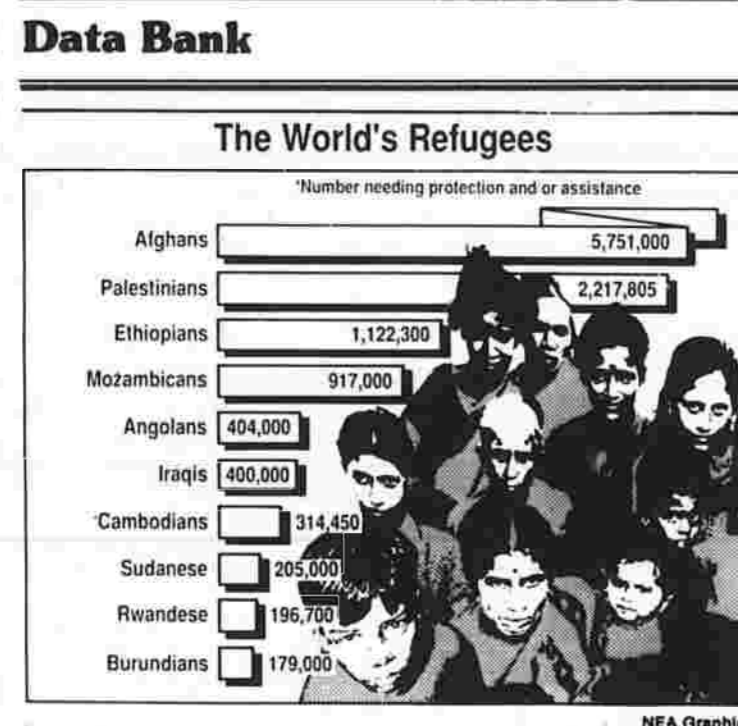 Data Bank
The World's Refugees
*Number needing protection and or assistance
Afghans 5,751,000
Palestinians 2,217,805
Ethiopians 1,122,300
Mozambicans 917,000
Angolans 404,000
Iraqis 400,000
Cambodians 314,450
Sudanese 205,000
Rwandese 196,700
Burundians 179,000
NEA